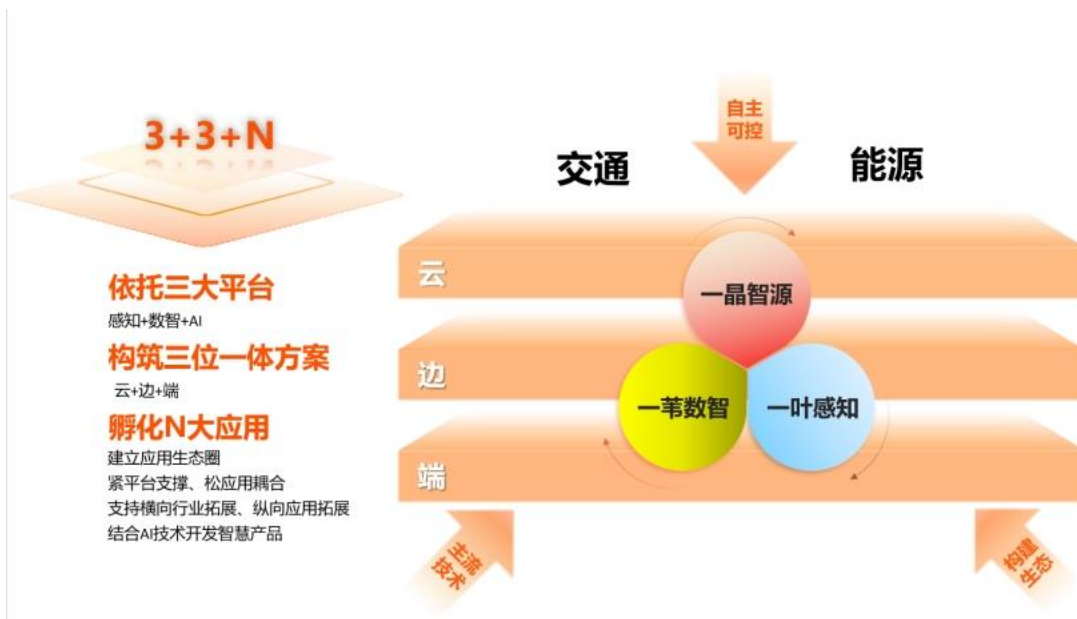 3+3+N
依托三大平台
感知+数智+AI
构筑三位一体方案
云+边+端
孵化N大应用
建立应用生态圈
紧平台支撑、松应用耦合
支持横向行业拓展、纵向应用拓展
结合AI技术开发智慧产品
自主
可控
交通
能源
云
一晶智源
边
一苇数智
一叶感知
端
主流
技术
构建
生态